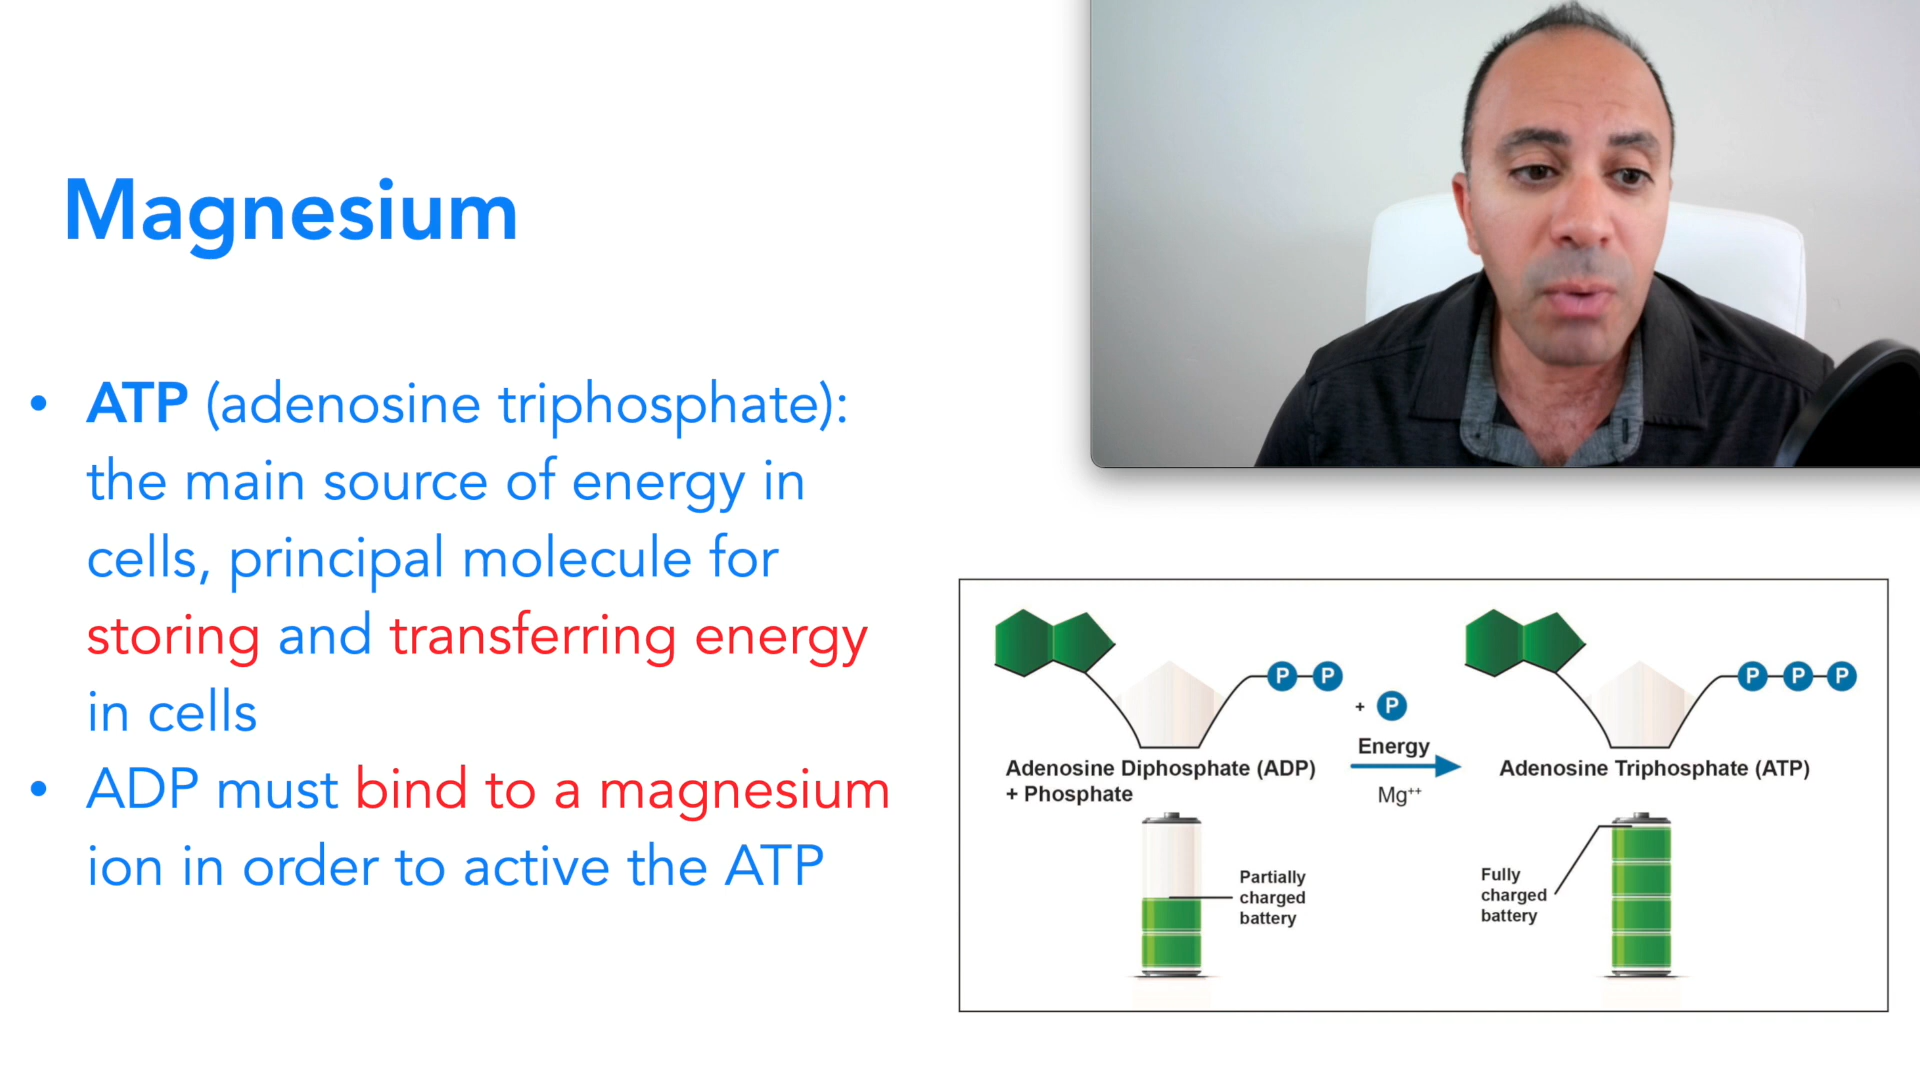 Magnesium
• ATP (adenosine triphosphate):
the main source of energy in
cells, principal molecule for
storing and transferring energy
in cells
• ADP must bind to a magnesium
ion in order to active the ATP
P P
+ P
Energy
Mg++
Adenosine Diphosphate (ADP)
+ Phosphate
P P P
Adenosine Triphosphate (ATP)
Partially
charged
battery
Fully
charged
battery